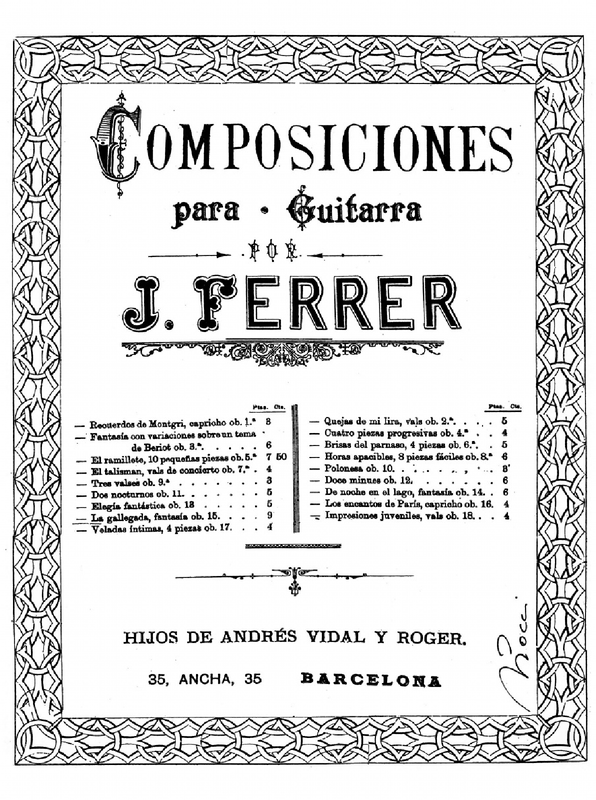 COMPOSICIONES
para · Guitarra
POR
J. FERRER
Ptas. Cts.
— Recuerdos de Montgri, capricho ob. 1.ª 8
— Fantasía con variaciones sobre un tema
de Beriot ob. 3.ª . . . . . 6
— El ramillete, 10 pequeñas piezas ob. 5.ª 7 50
— El talisman, vals de concierto ob. 7.ª . 4
— Tres valses ob. 9.ª . . . . . . 3
— Dos nocturnos ob. 11. . . . . . . 5
— Elegía fantástica ob. 13 . . . . . 5
— La gallegada, fantasía ob. 15. . . . 9
— Veladas íntimas, 4 piezas ob. 17. . . 4
Ptas. Cts.
— Quejas de mi lira, vals ob. 2.ª. . . . 5
— Cuatro piezas progresivas ob. 4.ª . . 4
— Brisas del parnaso, 4 piezas ob. 6.ª. . 5
— Horas apacibles, 8 piezas fáciles ob. 8.ª 6
— Polonesa ob. 10. . . . . . . 3
— Doce minues ob. 12. . . . . . 6
— De noche en el lago, fantasía ob. 14. . 6
— Los encantos de París, capricho ob. 16. 4
— Impresiones juveniles, vals ob. 18. . . 4
HIJOS DE ANDRÉS VIDAL Y ROGER.
35, ANCHA, 35 BARCELONA